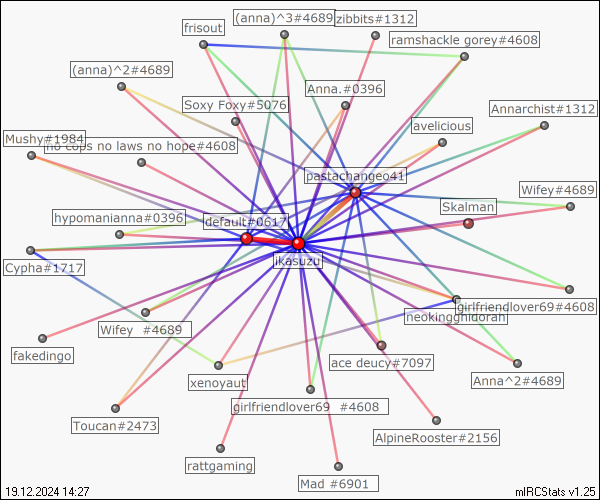 (anna)^3#4689
zibbits#1312
frisout
ramshackle gorey#4608
(anna)^2#4689
Anna.#0396
Soxy Foxy#5076
Annarchist#1312
avelicious
Mushy#1984
no cops no laws no hope#4608
pastachangeo41
Wifey#4689
Skalman
hypomanianna#0396
default#0617
ikasuzu
Cypha#1717
girlfriendlover69#4608
neokingghidorah
Wifey #4689
fakedingo
ace deucy#7097
xenoyaut
Anna^2#4689
girlfriendlover69 #4608
Toucan#2473
AlpineRooster#2156
rattgaming
Mad #6901
19.12.2024 14:27
mIRCStats v1.25